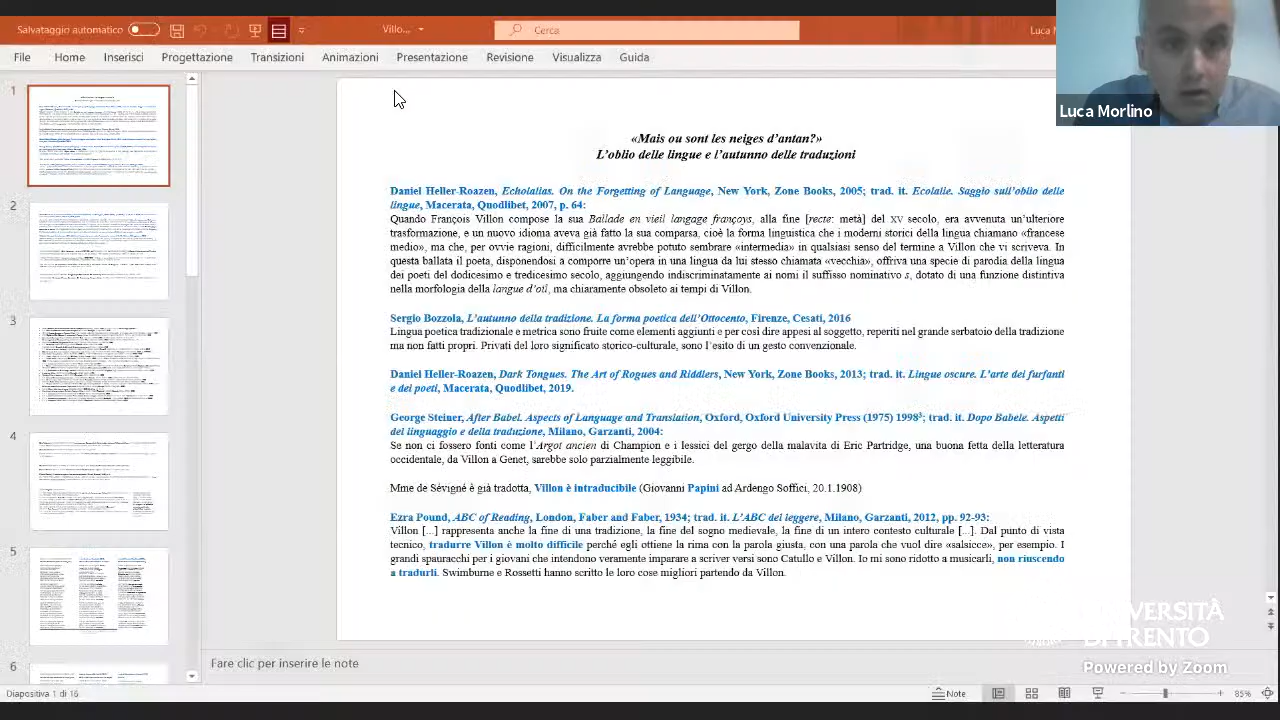 Salvataggio automatico
Villo...
Cerca
Luca M
File Home Inserisci Progettazione Transizioni Animazioni Presentazione Revisione Visualizza Guida
Luca Morlino
«Mais ou sont les neiges d'antan?»
L'oblio delle lingue e l'autunno delle traduzioni
Daniel Heller-Roazen, Echolalias. On the Forgetting of Language, New York, Zone Books, 2005; trad. it. Ecolalie. Saggio sull'oblio delle
lingue, Macerata, Quodlibet, 2007, p. 64:
Quando François Villon compose la sua Ballade en vieil langage françoys, alla fine [recte: metà] del XV secolo, essa aveva subito un'ulteriore
trasformazione, e un nuovo idioma aveva già fatto la sua comparsa, cioè la forma linguistica che i moderni storici della lingua chiamano «francese
medio», ma che, per ovvie ragioni, difficilmente avrebbe potuto sembrare «intermedia» in qualsiasi senso del termine a Villon che vi scriveva. In
questa ballata il poeta, disponendosi a comporre un'opera in una lingua da lui stesso chiamata «vecchia», offriva una specie di parodia della lingua
dei poeti del dodicesimo e tredicesimo secolo, aggiungendo indiscriminatamente ai nomi il suffisso nominativo s, dotato di una funzione distintiva
nella morfologia della langue d'oïl, ma chiaramente obsoleto ai tempi di Villon.
Sergio Bozzola, L'autunno della tradizione. La forma poetica dell'Ottocento, Firenze, Cesati, 2016
Lingua poetica tradizionale e metrica sono fruite come elementi aggiunti e per così dire appesi al soggetto, reperiti nel grande serbatoio della tradizione
ma non fatti propri. Privati del loro significato storico-culturale, sono l'esito di un gesto convenzionale.
Daniel Heller-Roazen, Dark Tongues. The Art of Rogues and Riddlers, New York, Zone Books, 2013; trad. it. Lingue oscure. L'arte dei furfanti
e dei poeti, Macerata, Quodlibet, 2019.
George Steiner, After Babel. Aspects of Language and Translation, Oxford, Oxford University Press (1975) 1998³; trad. it. Dopo Babele. Aspetti
del linguaggio e della traduzione, Milano, Garzanti, 2004:
Se non ci fossero fonti come l'Argot ancien di Champion e i lessici del gergo della malavita di Eric Partridge, una buona fetta della letteratura
occidentale, da Villon a Genet, sarebbe solo parzialmente leggibile.
Mme de Sévigné è già tradotta. Villon è intraducibile (Giovanni Papini ad Ardengo Soffici, 20.1.1908)
Ezra Pound, ABC of Reading, London, Faber and Faber, 1934; trad. it. L'ABC del leggere, Milano, Garzanti, 2012, pp. 92-93:
Villon [...] rappresenta anche la fine di una tradizione, la fine del sogno medievale, la fine di un intero contesto culturale [...]. Dal punto di vista
tecnico, tradurre Villon è molto difficile perché egli ottiene la rima con la parola giusta, con una parola che vuol dire «salsicce», per esempio. I
grandi spauracchi per i giovani che intendono veramente imparare a scriver versi sono Catullo e Villon. Io mi sono ridotto a musicarli, non riuscendo
a tradurli. Swinburne e Rossetti hanno scritto le loro cose migliori partendo da Villon.
1
2
3
4
5
6
UNIVERSITÀ
DI TRENTO
Powered by Zoom
Fare clic per inserire le note
Diapositiva 1 di 16
Note
85%